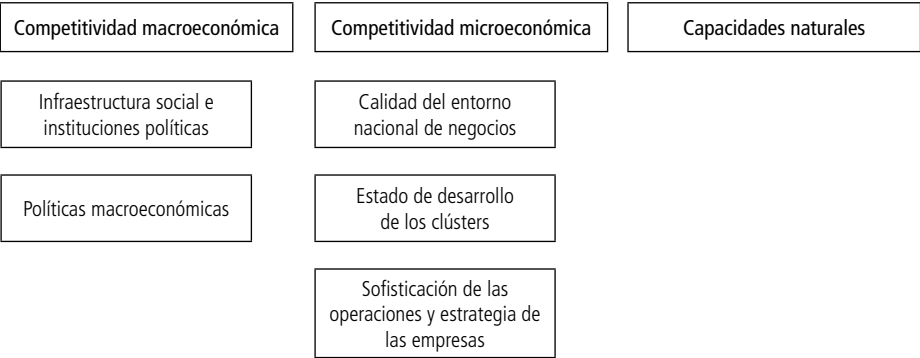 Competitividad macroeconómica
Competitividad microeconómica
Capacidades naturales
Infraestructura social e
instituciones políticas
Calidad del entorno
nacional de negocios
Políticas macroeconómicas
Estado de desarrollo
de los clústers
Sofisticación de las
operaciones y estrategia de
las empresas